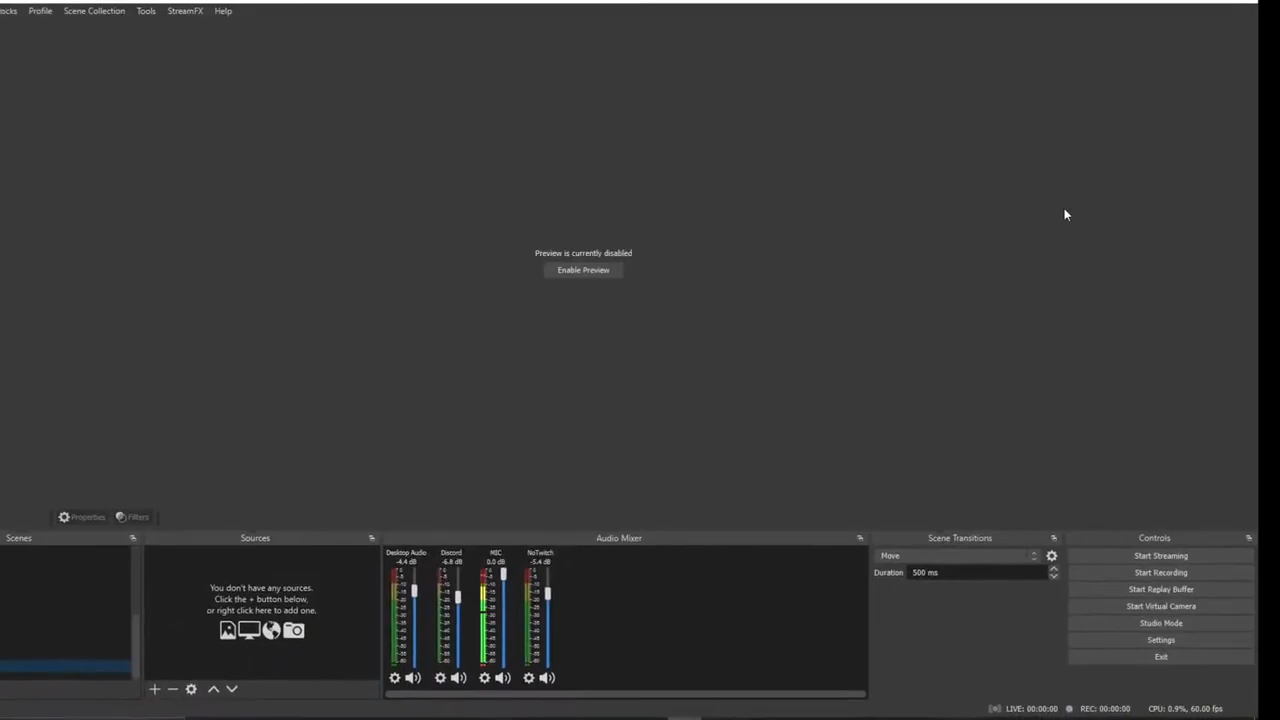 Profile Scene Collection Tools StreamFX Help
Preview is currently disabled
Enable Preview
Properties Filters
Scenes
Sources
You don't have any sources.
Click the + button below,
or right click here to add one.
Audio Mixer
Desktop Audio Discord MIC NoTwitch
-4.4 dB -6.8 dB 0.0 dB -5.4 dB
Scene Transitions
Move
Duration 500 ms
Controls
Start Streaming
Start Recording
Start Replay Buffer
Start Virtual Camera
Studio Mode
Settings
Exit
LIVE: 00:00:00 REC: 00:00:00 CPU: 0.9%, 60.00 fps